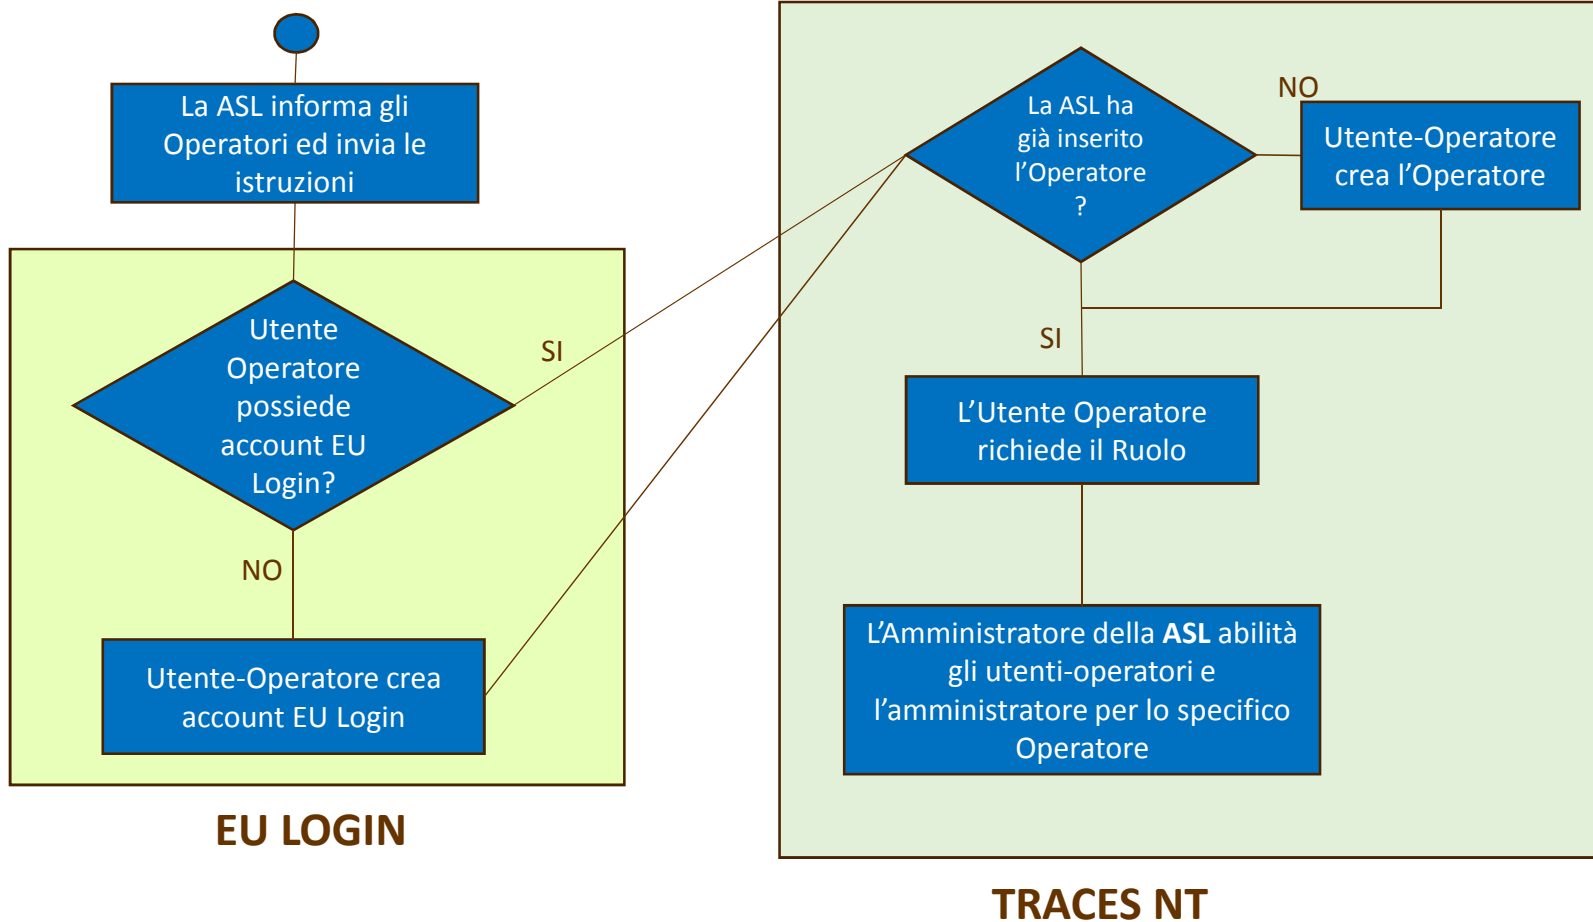 La ASL informa gli
Operatori ed invia le
istruzioni
Utente
Operatore
possiede
account EU
Login?
SI
NO
Utente-Operatore crea
account EU Login
EU LOGIN
La ASL ha
già inserito
l’Operatore
?
NO
Utente-Operatore
crea l’Operatore
SI
L’Utente Operatore
richiede il Ruolo
L’Amministratore della ASL abilità
gli utenti-operatori e
l’amministratore per lo specifico
Operatore
TRACES NT